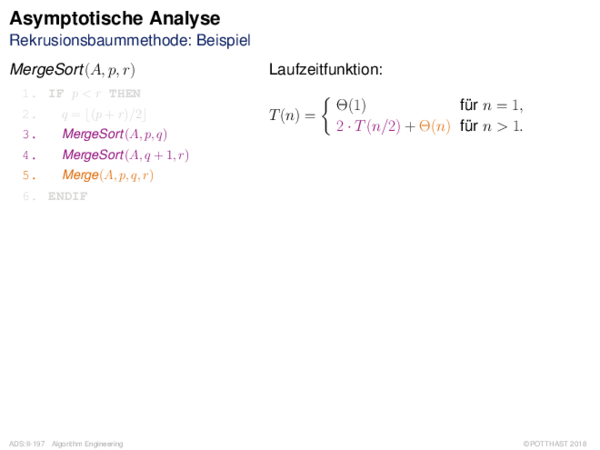 Asymptotische Analyse
Rekrusionsbaummethode: Beispiel
MergeSort(A, p, r)
1. IF p < r THEN
2. q = ⌊(p + r)/2⌋
3. MergeSort(A, p, q)
4. MergeSort(A, q + 1, r)
5. Merge(A, p, q, r)
6. ENDIF
Laufzeitfunktion:
T(n) = { Θ(1) für n = 1,
2 · T(n/2) + Θ(n) für n > 1.
ADS:II-197 Algorithm Engineering
© POTTHAST 2018